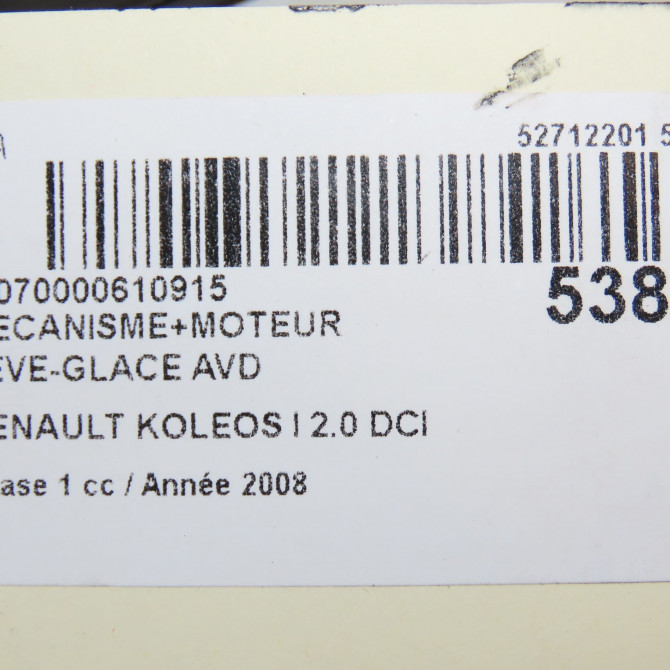 52712201 5
070000610915
538
ECANISME+MOTEUR
EVE-GLACE AVD
ENAULT KOLEOS I 2.0 DCI
ase 1 cc / Année 2008